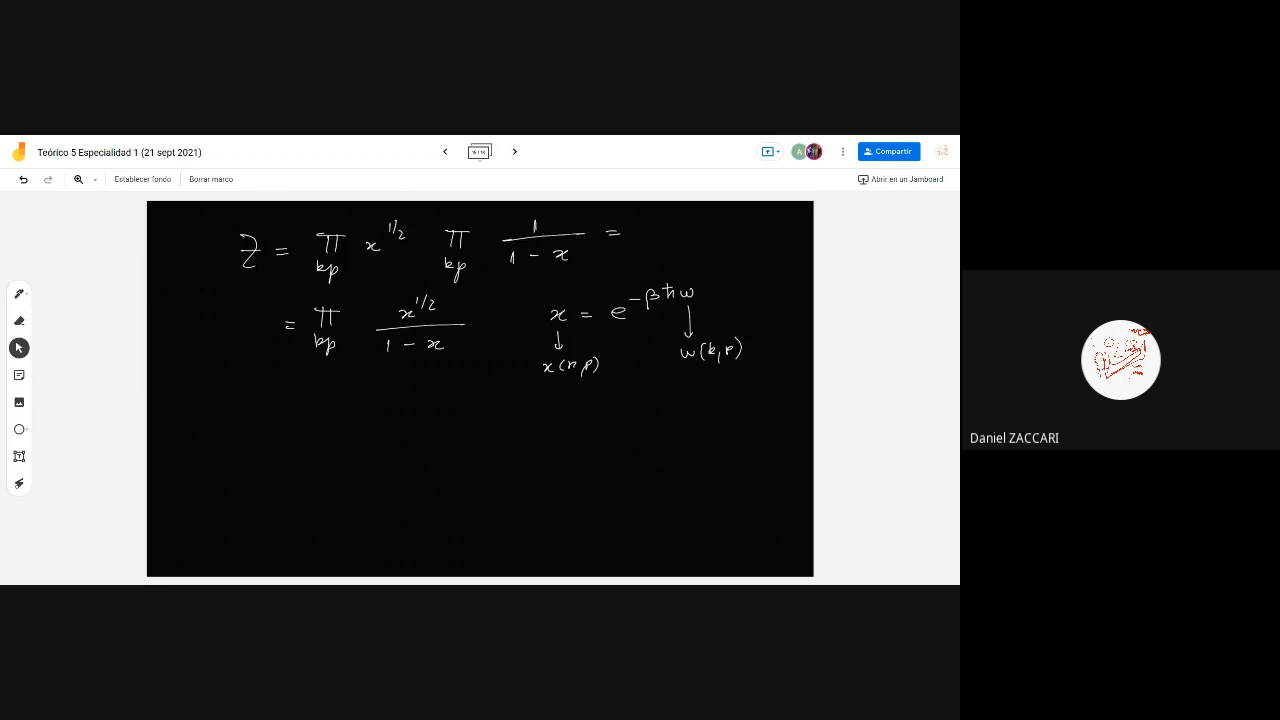 Teórico 5 Especialidad 1 (21 sept 2021)
Compartir
Establecer fondo
Borrar marco
Abrir en un Jamboard
Z = π x^1/2 π 1 / (1 - x) =
kp kp
= π x^1/2 / (1 - x) x = e^-βħω
kp
x(k,p) ω(k,p)
Daniel ZACCARI